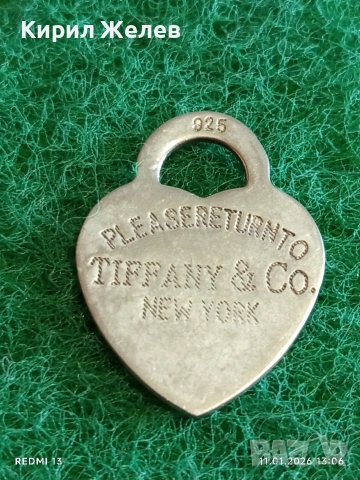 Кирил Желев
925
PLEASERETURNTO
TIFFANY & CO.
NEW YORK
REDMI 13
11.01.2026 13:06